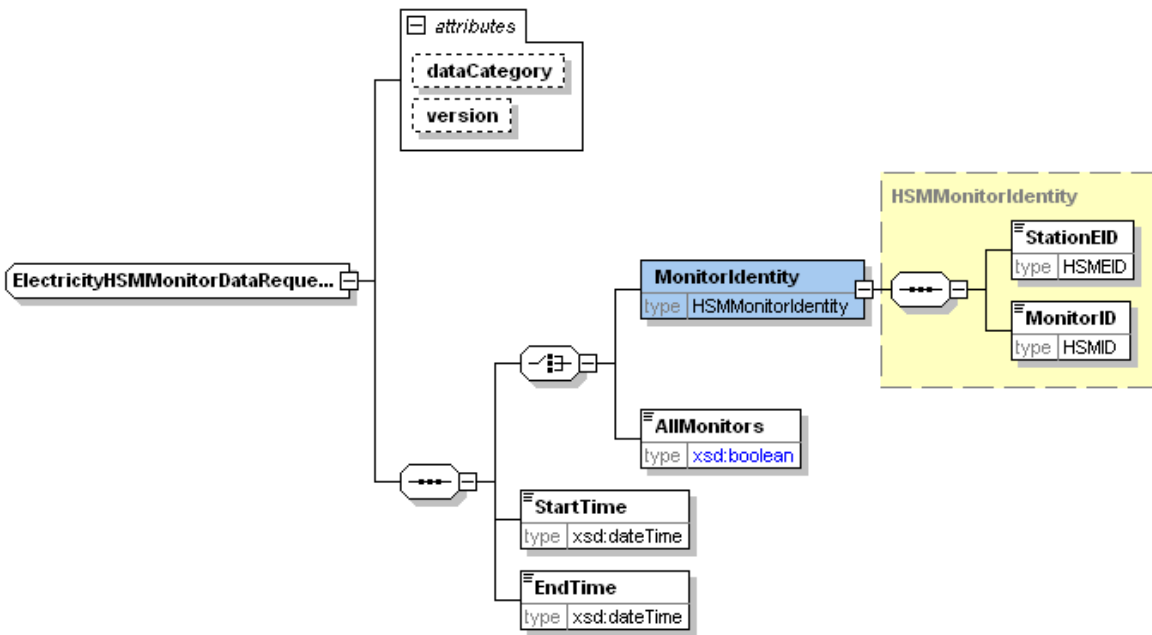 attributes
dataCategory
version
HSMMonitorIdentity
StationEID
type HSMEID
ElectricityHSMMonitorDataReque...
MonitorIdentity
type HSMMonitorIdentity
MonitorID
type HSMID
AllMonitors
type xsd:boolean
StartTime
type xsd:dateTime
EndTime
type xsd:dateTime